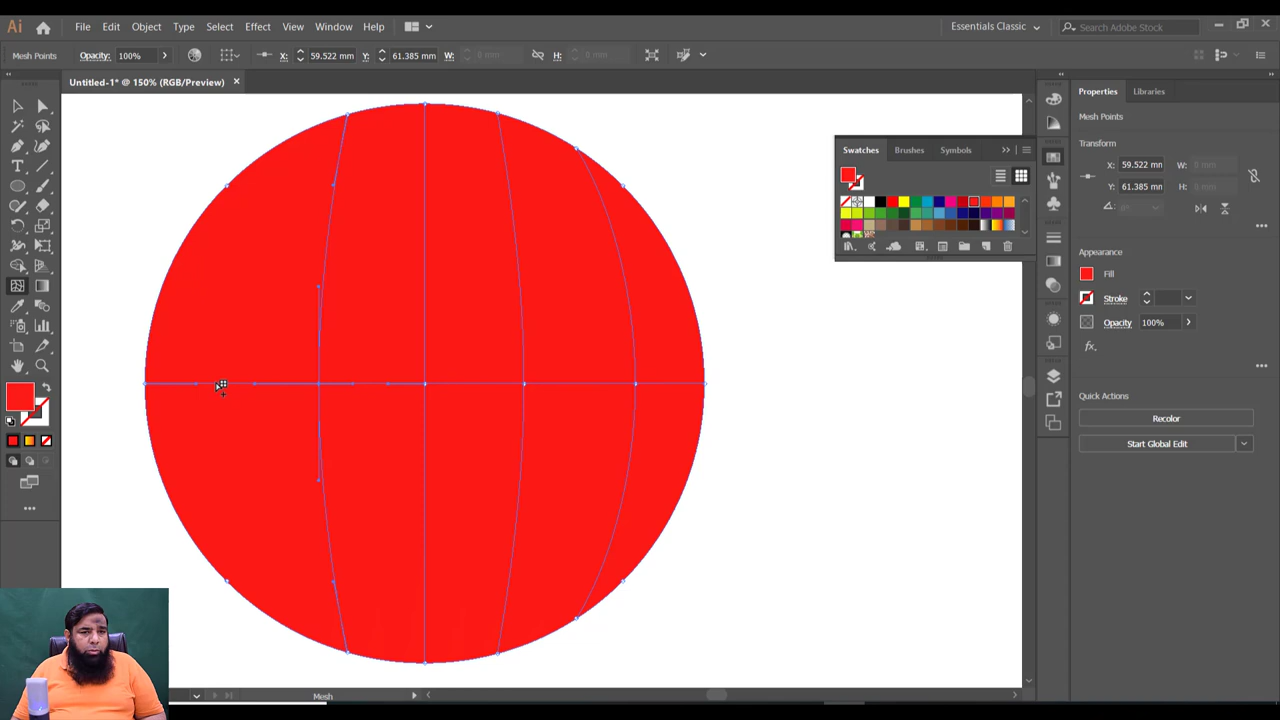 Ai File Edit Object Type Select Effect View Window Help Essentials Classic Search Adobe Stock
Mesh Points Opacity: 100% X: 59.522 mm Y: 61.385 mm W: 0 mm H: 0 mm
Untitled-1* @ 150% (RGB/Preview)
Properties Libraries
Mesh Points
Transform
X: 59.522 mm W: 0 mm
Y: 61.385 mm H: 0 mm
Swatches Brushes Symbols
Appearance
Fill
Stroke
Opacity 100%
fx
Quick Actions
Recolor
Start Global Edit
Mesh